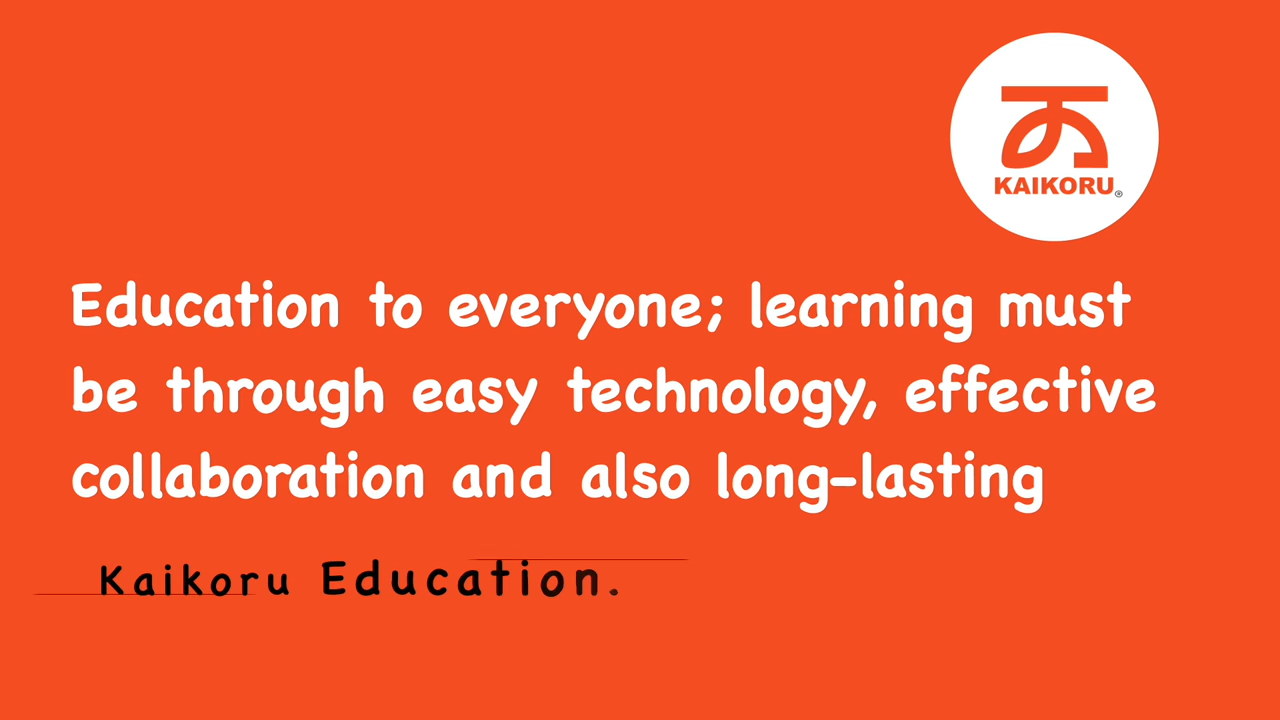 KAIKORU®
Education to everyone; learning must
be through easy technology, effective
collaboration and also long-lasting
Kaikoru Education.